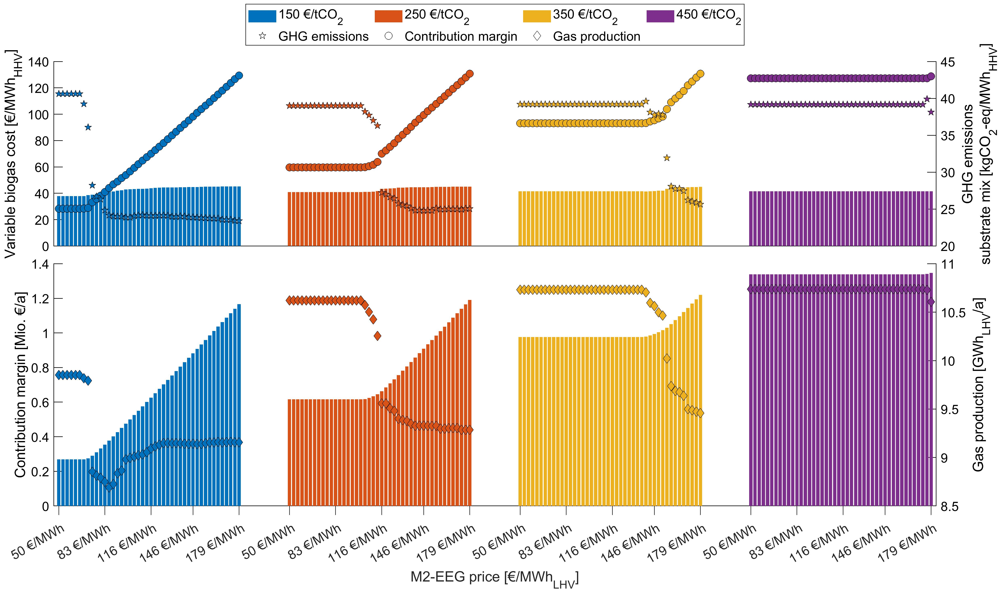 150 €/tCO2
250 €/tCO2
350 €/tCO2
450 €/tCO2
GHG emissions
Contribution margin
Gas production
Variable biogas cost [€/MWhHHV]
140
120
100
80
60
40
20
0
45
40
35
30
25
20
GHG emissions
substrate mix [kgCO2-eq/MWhHHV]
Contribution margin [Mio. €/a]
1.4
1.2
1
0.8
0.6
0.4
0.2
0
11
10.5
10
9.5
9
8.5
Gas production [GWhLHV/a]
50 €/MWh
83 €/MWh
116 €/MWh
146 €/MWh
179 €/MWh
50 €/MWh
83 €/MWh
116 €/MWh
146 €/MWh
179 €/MWh
50 €/MWh
83 €/MWh
116 €/MWh
146 €/MWh
179 €/MWh
50 €/MWh
83 €/MWh
116 €/MWh
146 €/MWh
179 €/MWh
M2-EEG price [€/MWhLHV]